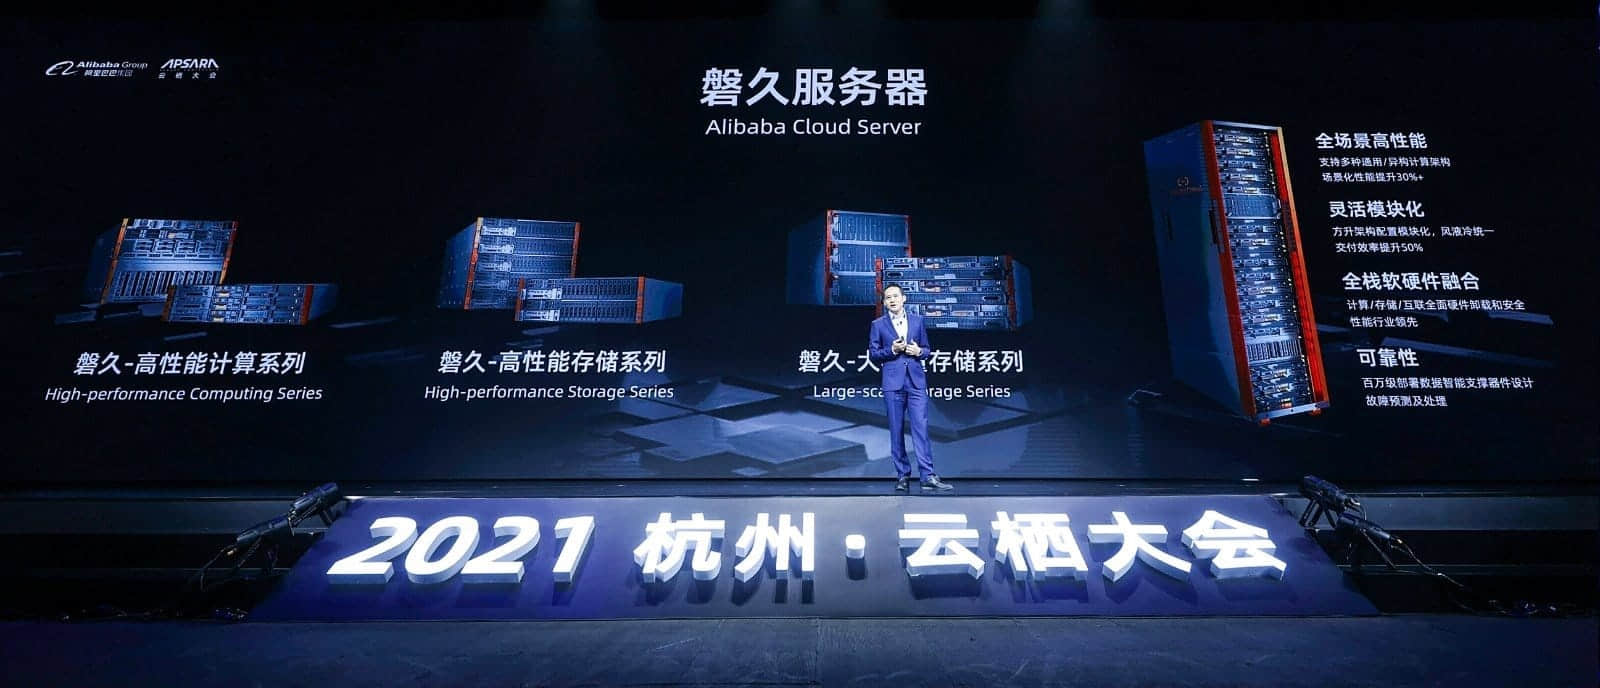 Alibaba Group
阿里巴巴集团
APSARA
云栖大会
磐久服务器
Alibaba Cloud Server
磐久-高性能计算系列
High-performance Computing Series
磐久-高性能存储系列
High-performance Storage Series
磐久-大 存储系列
Large-sca rage Series
全场景高性能
支持多种通用/异构计算架构
场景化性能提升30%+
灵活模块化
方升架构配置模块化，风液冷统一
交付效率提升50%
全栈软硬件融合
计算/存储/互联全面硬件卸载和安全
性能行业领先
可靠性
百万级部署数据智能支撑器件设计
故障预测及处理
2021 杭州·云栖大会